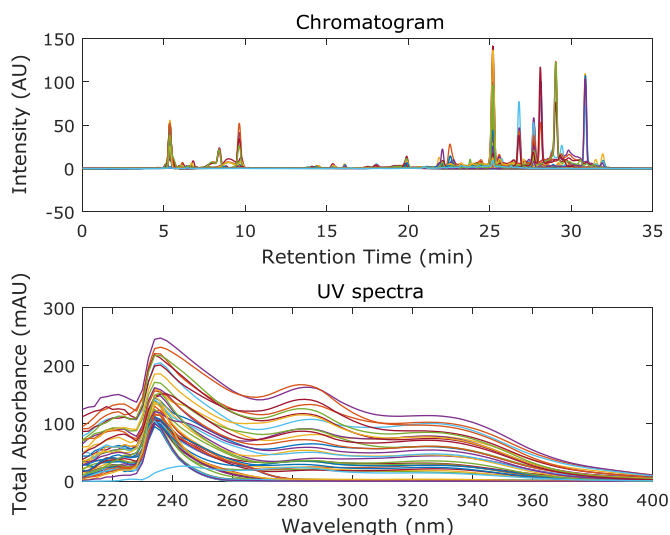 Chromatogram
150
100
50
0
-50
Intensity (AU)
0 5 10 15 20 25 30 35
Retention Time (min)
UV spectra
300
200
100
0
Total Absorbance (mAU)
220 240 260 280 300 320 340 360 380 400
Wavelength (nm)